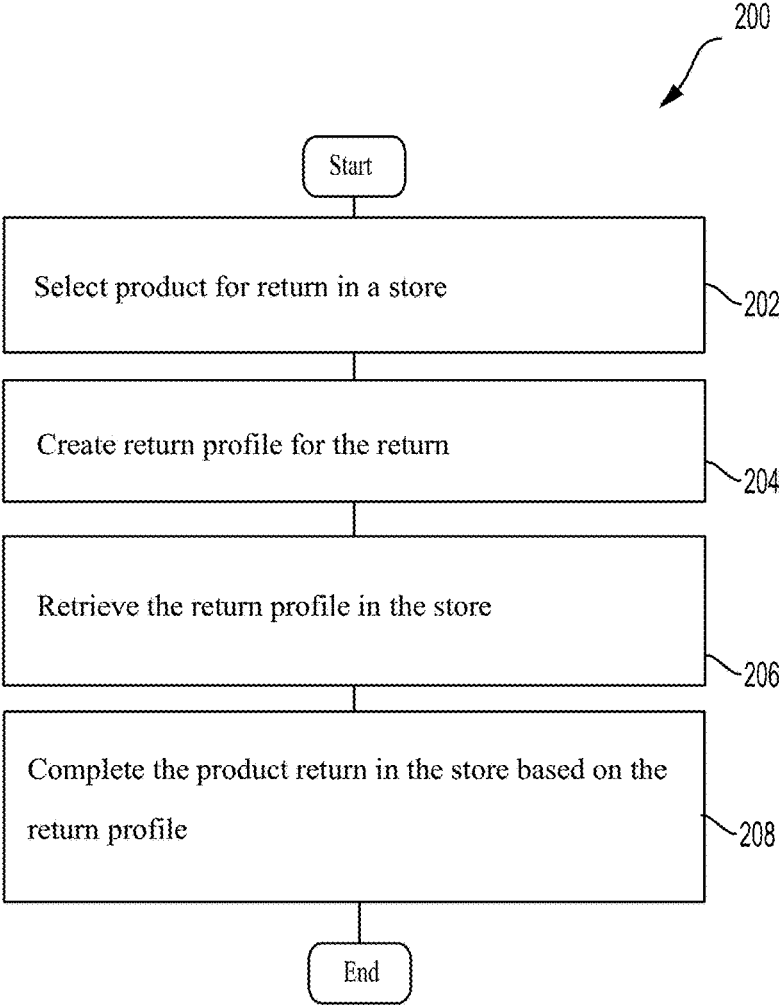 200
Start
Select product for return in a store
202
Create return profile for the return
204
Retrieve the return profile in the store
206
Complete the product return in the store based on the
return profile
208
End